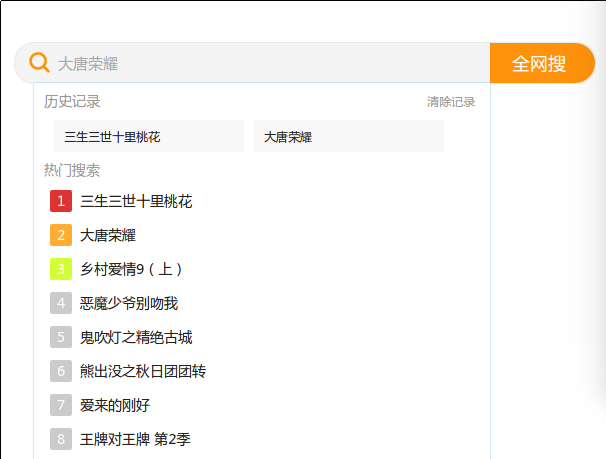 大唐荣耀 全网搜
历史记录 清除记录
三生三世十里桃花 大唐荣耀
热门搜索
1 三生三世十里桃花
2 大唐荣耀
3 乡村爱情9（上）
4 恶魔少爷别吻我
5 鬼吹灯之精绝古城
6 熊出没之秋日团团转
7 爱来的刚好
8 王牌对王牌 第2季